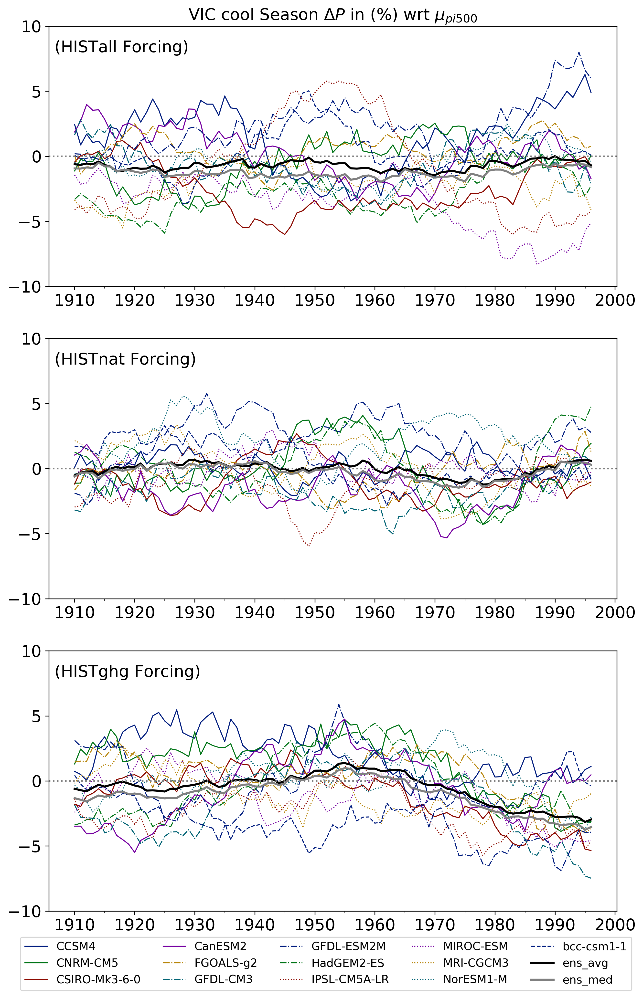 VIC cool Season ΔP in (%) wrt μpi500
(HISTall Forcing)
10
5
0
−5
−10
1910 1920 1930 1940 1950 1960 1970 1980 1990 2000
(HISTnat Forcing)
10
5
0
−5
−10
1910 1920 1930 1940 1950 1960 1970 1980 1990 2000
(HISTghg Forcing)
10
5
0
−5
−10
1910 1920 1930 1940 1950 1960 1970 1980 1990 2000
CCSM4 CanESM2 GFDL-ESM2M MIROC-ESM bcc-csm1-1
CNRM-CM5 FGOALS-g2 HadGEM2-ES MRI-CGCM3 ens_avg
CSIRO-Mk3-6-0 GFDL-CM3 IPSL-CM5A-LR NorESM1-M ens_med